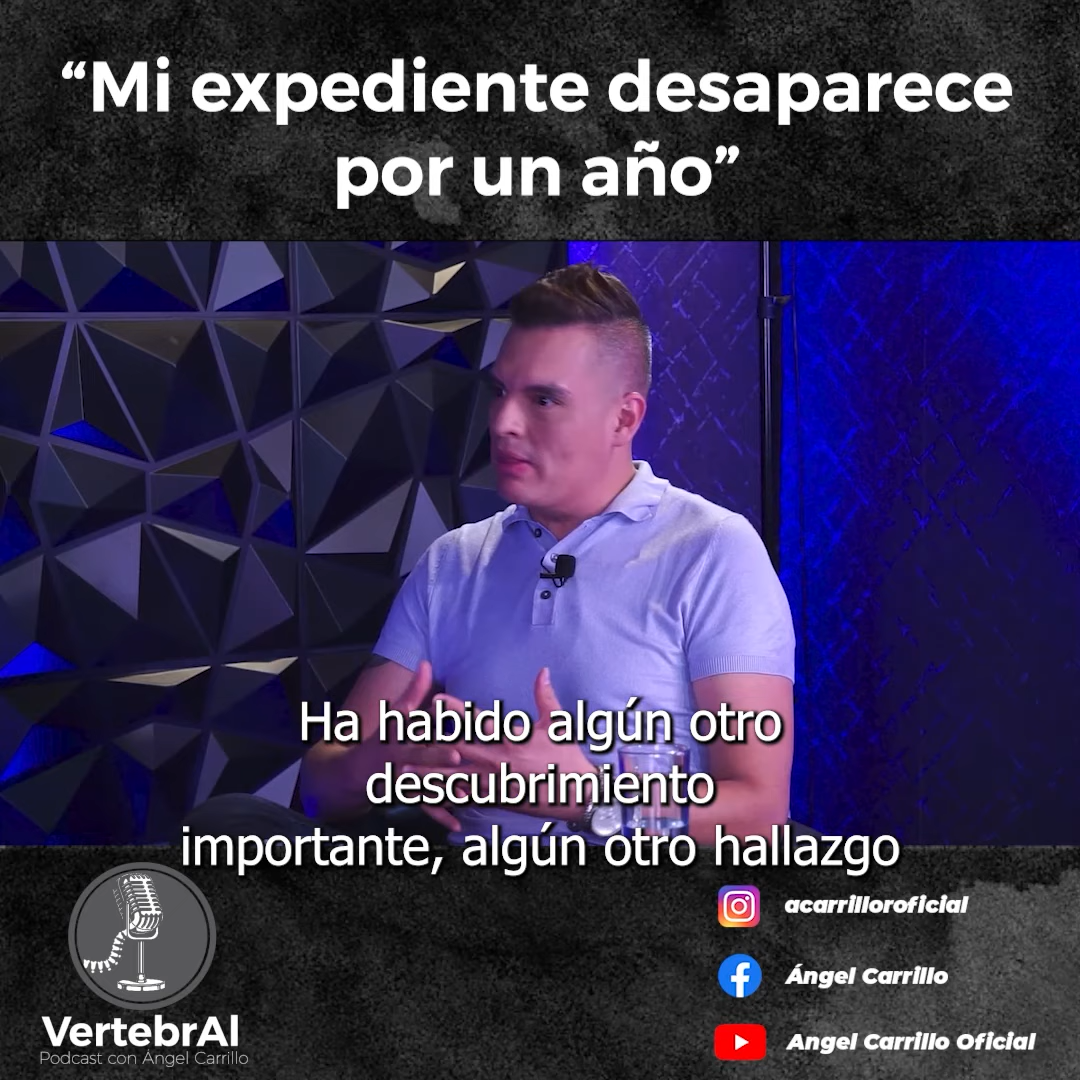 “Mi expediente desaparece
por un año”
Ha habido algún otro
descubrimiento
importante, algún otro hallazgo
acarrilloroficial
Ángel Carrillo
Angel Carrillo Oficial
VertebrAl
Podcast con Ángel Carrillo